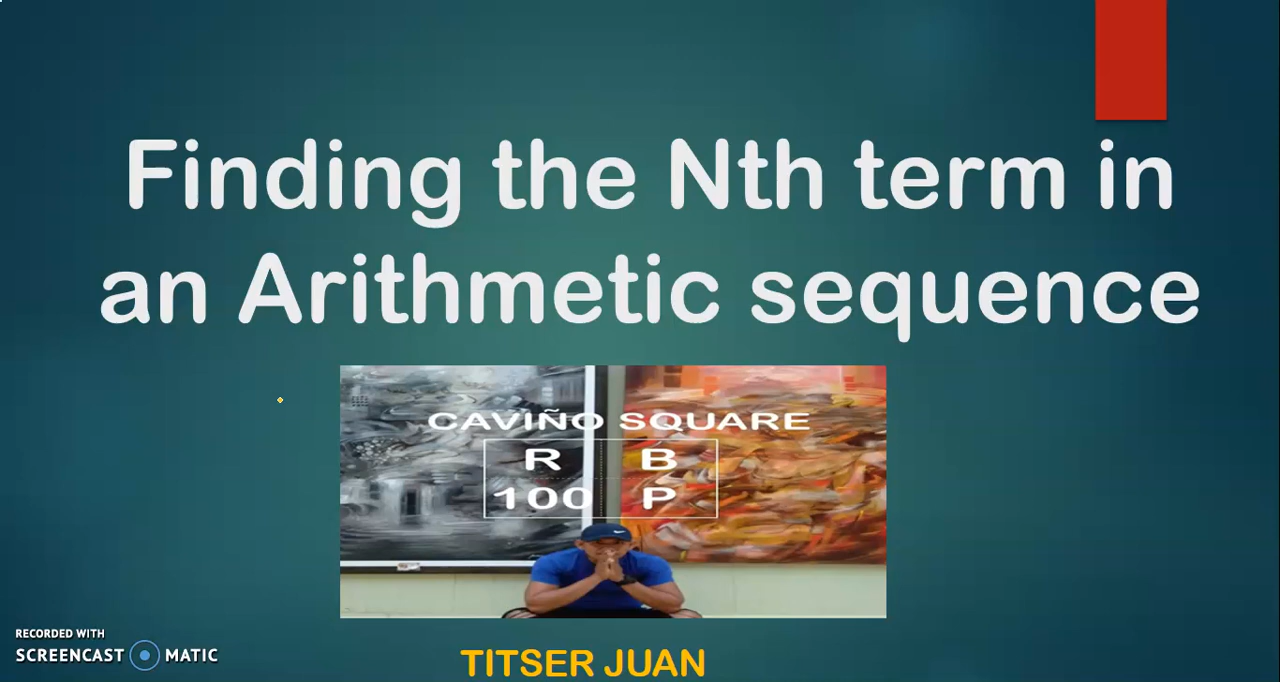 Finding the Nth term in
an Arithmetic sequence
CAVIÑO SQUARE
R B
100 P
RECORDED WITH
SCREENCAST MATIC
TITSER JUAN